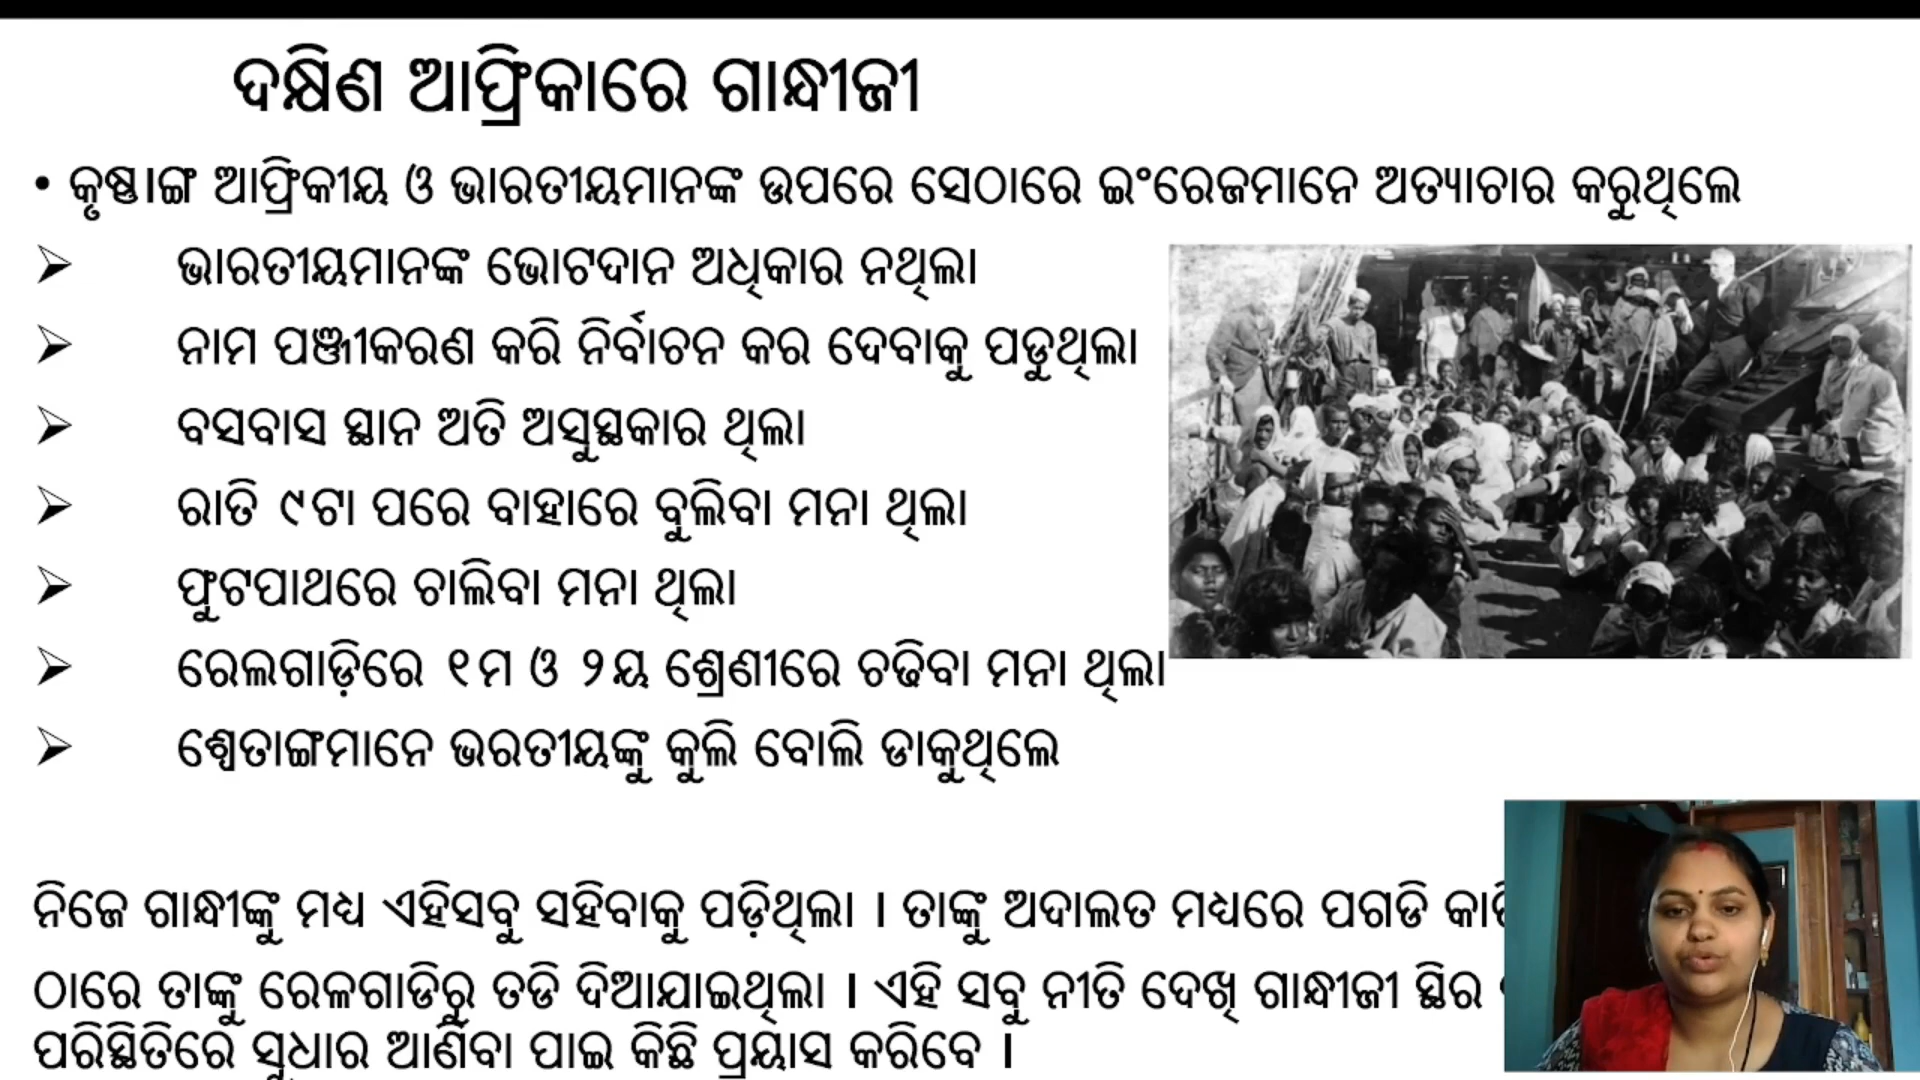 ଦକ୍ଷିଣ ଆଫ୍ରିକାରେ ଗାନ୍ଧୀଜୀ
• କୃଷ୍ଣାଙ୍ଗ ଆଫ୍ରିକୀୟ ଓ ଭାରତୀୟମାନଙ୍କ ଉପରେ ସେଠାରେ ଇଂରେଜମାନେ ଅତ୍ୟାଚାର କରୁଥିଲେ
➢ ଭାରତୀୟମାନଙ୍କ ଭୋଟଦାନ ଅଧିକାର ନଥିଲା
➢ ନାମ ପଞ୍ଜୀକରଣ କରି ନିର୍ବାଚନ କର ଦେବାକୁ ପଡୁଥିଲା
➢ ବସବାସ ସ୍ଥାନ ଅତି ଅସୁସ୍ଥକାର ଥିଲା
➢ ରାତି ୯ଟା ପରେ ବାହାରେ ବୁଲିବା ମନା ଥିଲା
➢ ଫୁଟପାଥରେ ଚାଲିବା ମନା ଥିଲା
➢ ରେଲଗାଡ଼ିରେ ୧ମ ଓ ୨ୟ ଶ୍ରେଣୀରେ ଚଢିବା ମନା ଥିଲା
➢ ଶ୍ୱେତାଙ୍ଗମାନେ ଭରତୀୟଙ୍କୁ କୁଲି ବୋଲି ଡାକୁଥିଲେ
ନିଜେ ଗାନ୍ଧୀଙ୍କୁ ମଧ୍ୟ ଏହିସବୁ ସହିବାକୁ ପଡ଼ିଥିଲା । ତାଙ୍କୁ ଅଦାଲତ ମଧ୍ୟରେ ପଗଡି
ଠାରେ ତାଙ୍କୁ ରେଳଗାଡିରୁ ତଡି ଦିଆଯାଇଥିଲା । ଏହି ସବୁ ନୀତି ଦେଖି ଗାନ୍ଧୀଜୀ ସ୍ଥିର
ପରିସ୍ଥିତିରେ ସୁଧାର ଆଣିବା ପାଇ କିଛି ପ୍ରୟାସ କରିବେ ।